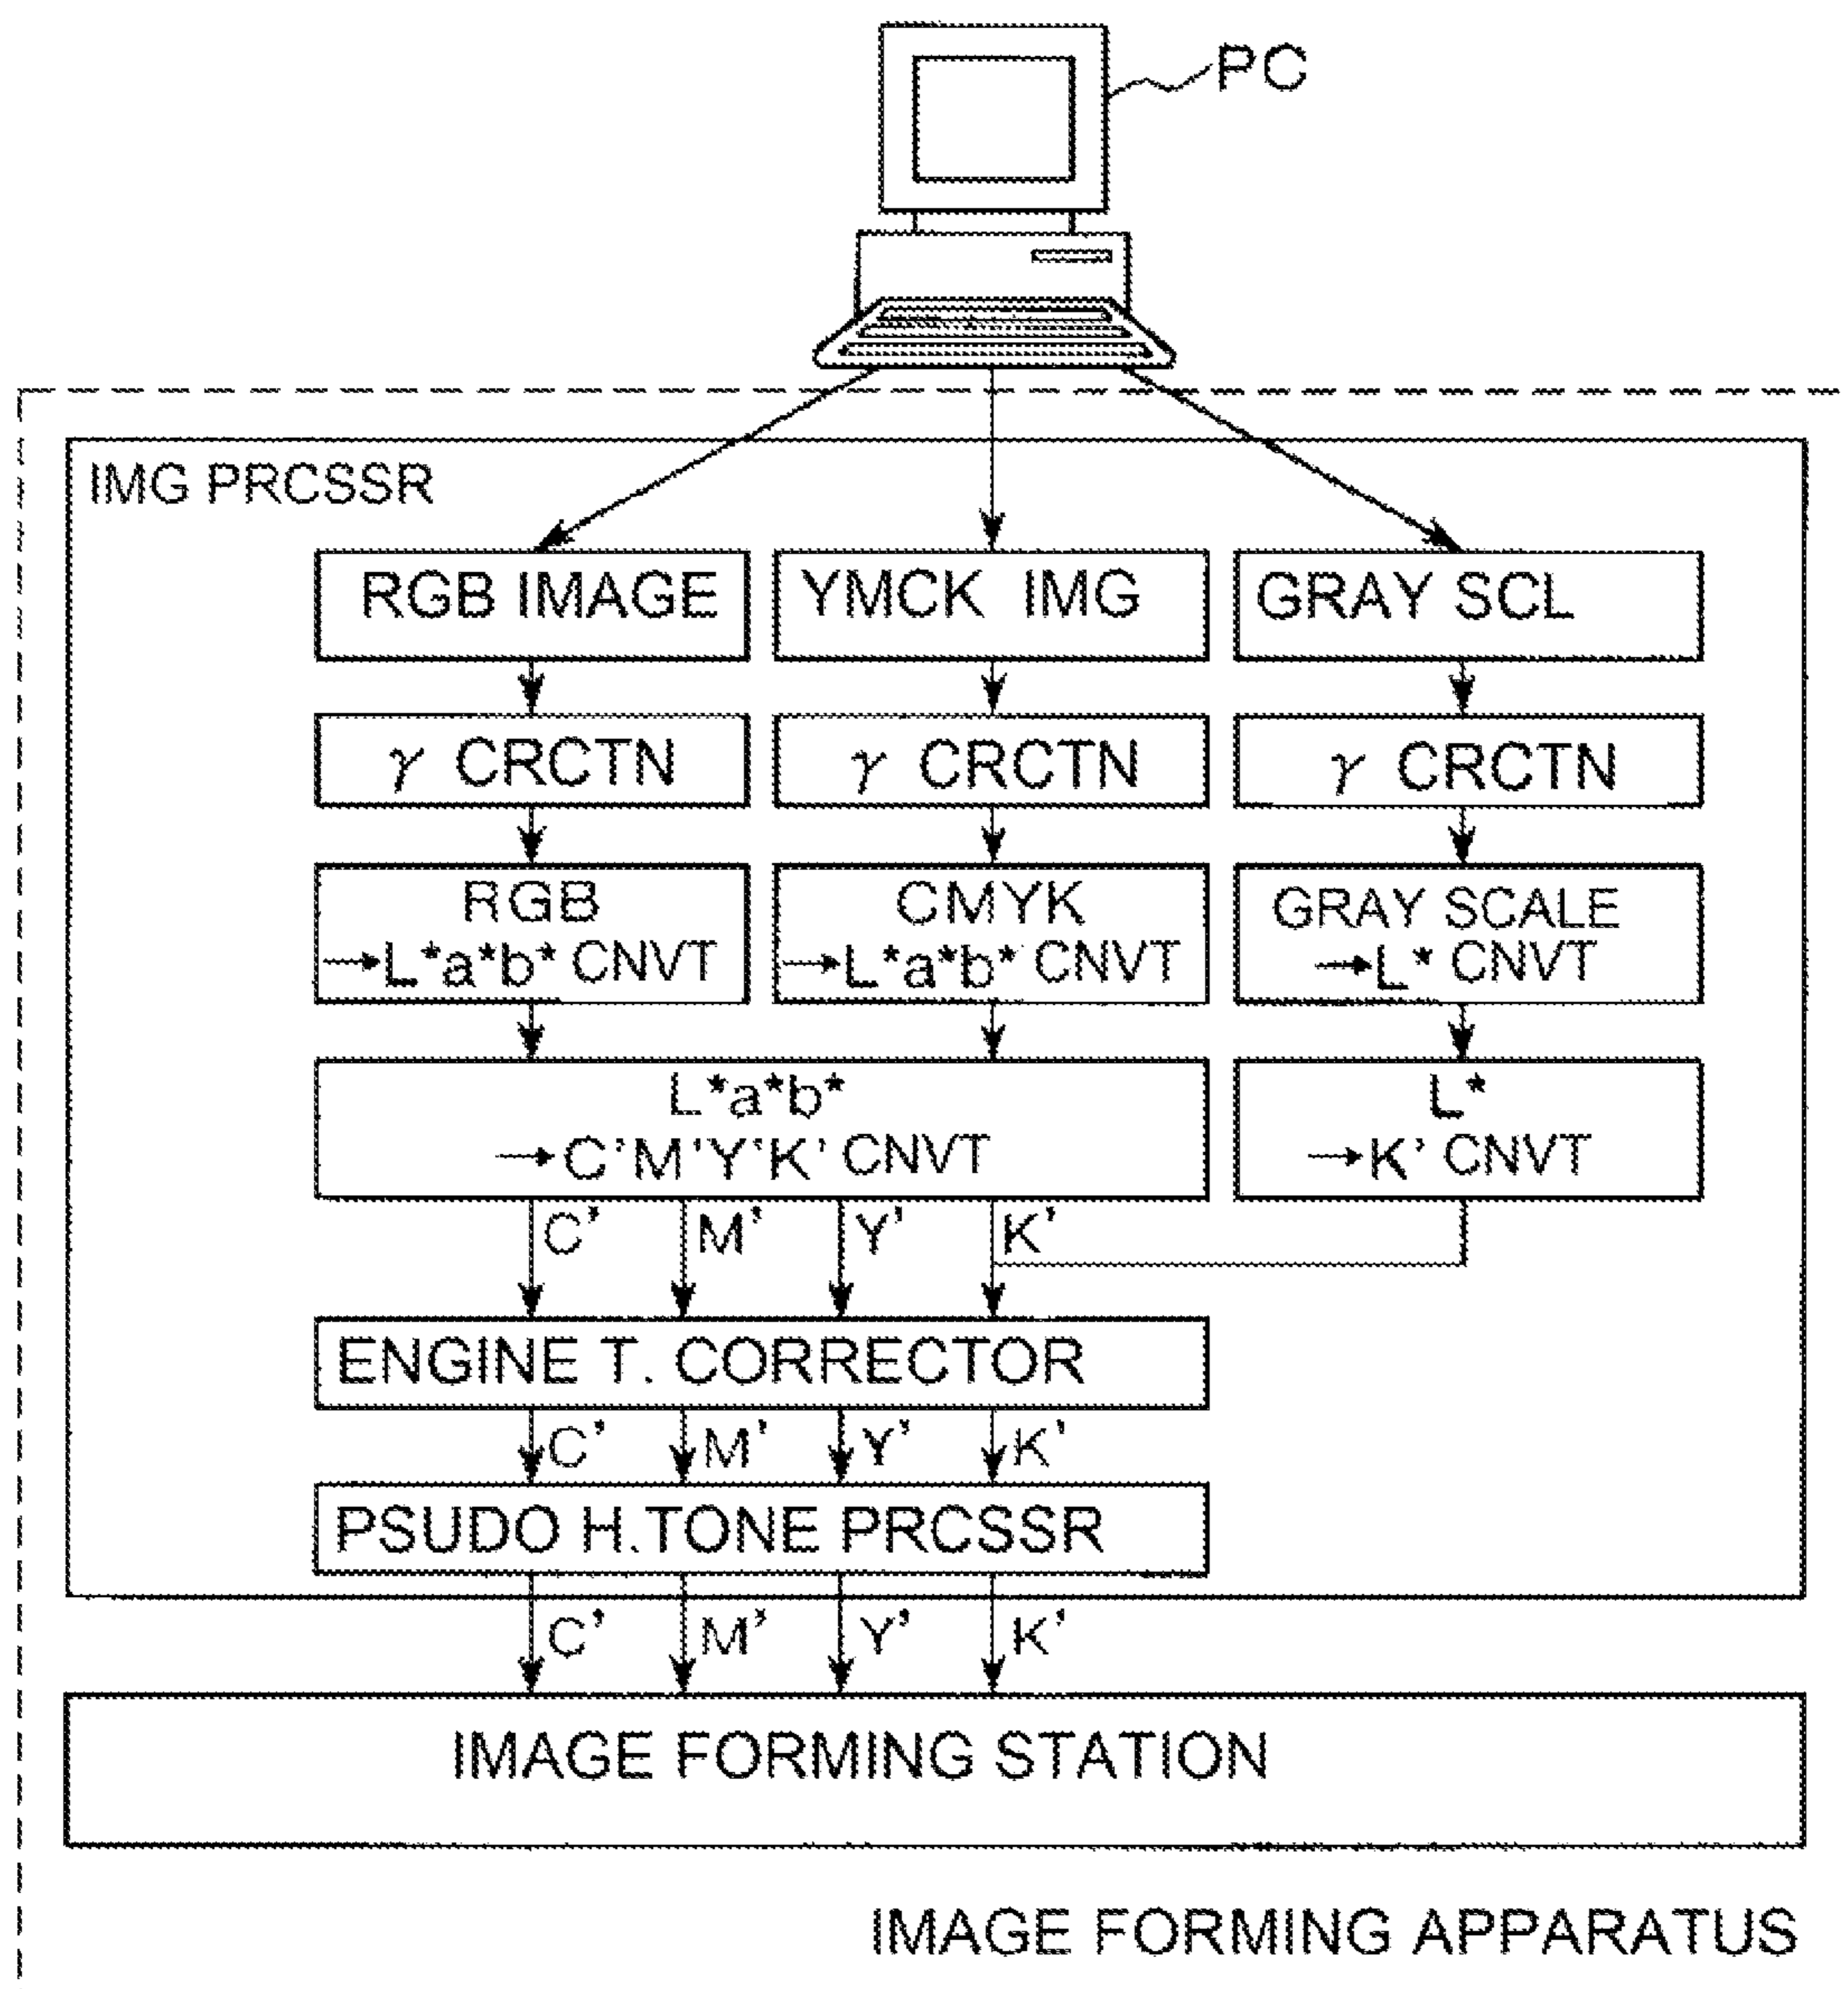 PC
IMG PRCSSR
RGB IMAGE
YMCK IMG
GRAY SCL
γ CRCTN
γ CRCTN
γ CRCTN
RGB
→L*a*b* CNVT
CMYK
→L*a*b* CNVT
GRAY SCALE
→L* CNVT
L*a*b*
→C'M'Y'K' CNVT
L*
→K' CNVT
C' M' Y' K'
ENGINE T. CORRECTOR
C' M' Y' K'
PSUDO H.TONE PRCSSR
C' M' Y' K'
IMAGE FORMING STATION
IMAGE FORMING APPARATUS